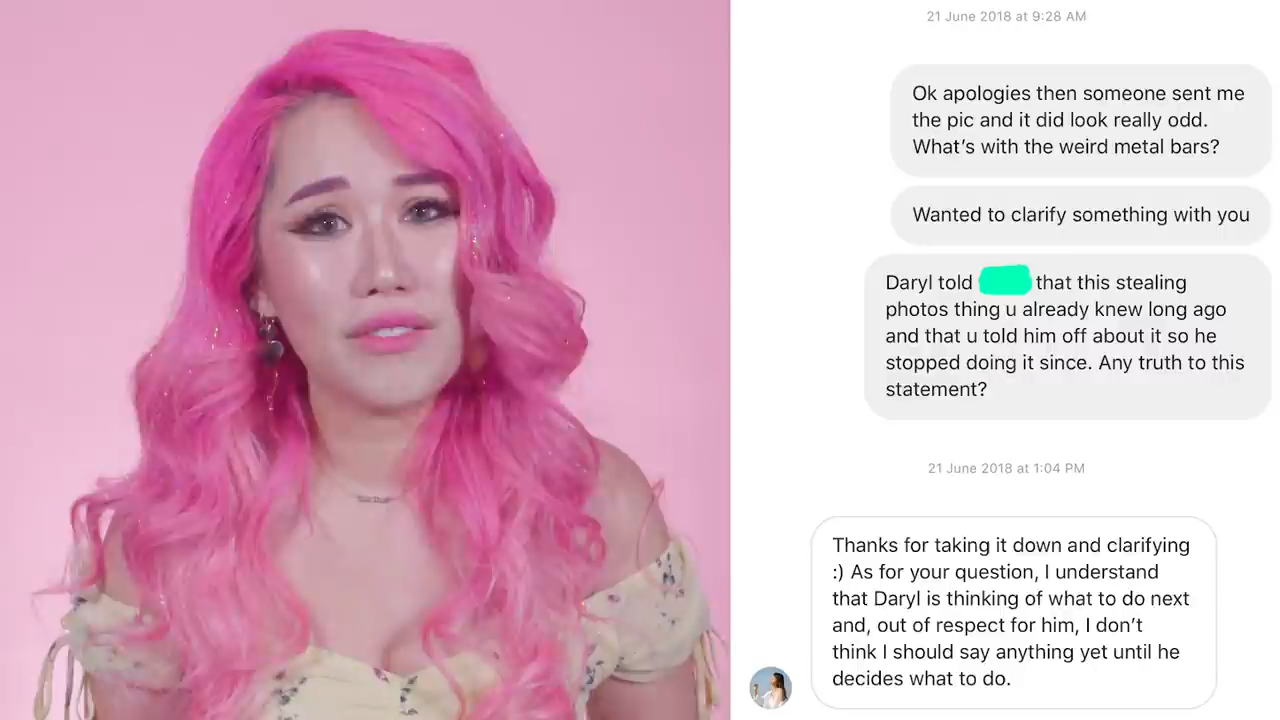 21 June 2018 at 9:28 AM
Ok apologies then someone sent me
the pic and it did look really odd.
What's with the weird metal bars?
Wanted to clarify something with you
Daryl told that this stealing
photos thing u already knew long ago
and that u told him off about it so he
stopped doing it since. Any truth to this
statement?
21 June 2018 at 1:04 PM
Thanks for taking it down and clarifying
:) As for your question, I understand
that Daryl is thinking of what to do next
and, out of respect for him, I don't
think I should say anything yet until he
decides what to do.